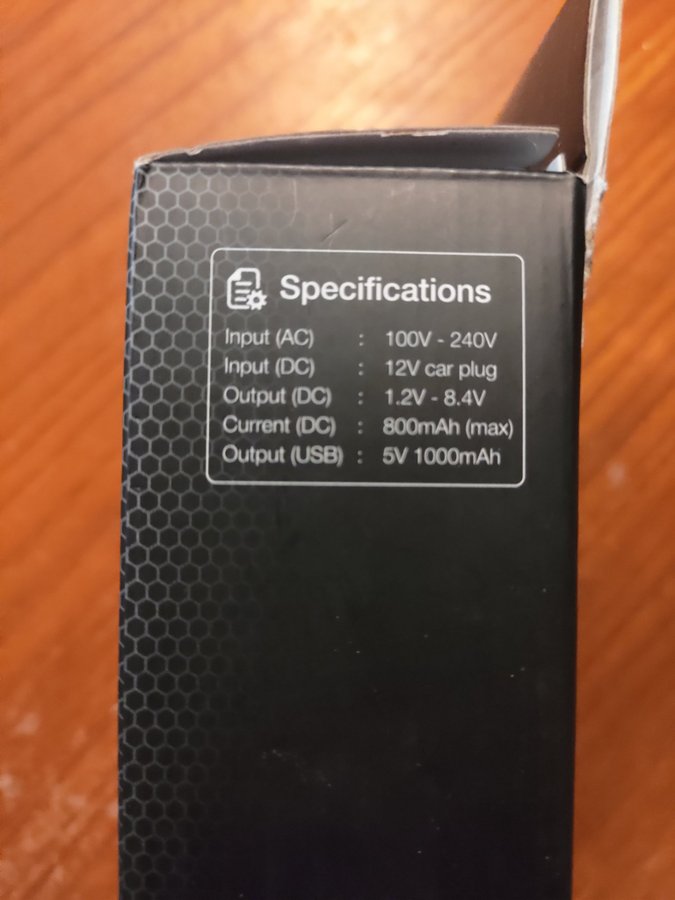 Specifications
Input (AC) : 100V - 240V
Input (DC) : 12V car plug
Output (DC) : 1.2V - 8.4V
Current (DC) : 800mAh (max)
Output (USB) : 5V 1000mAh